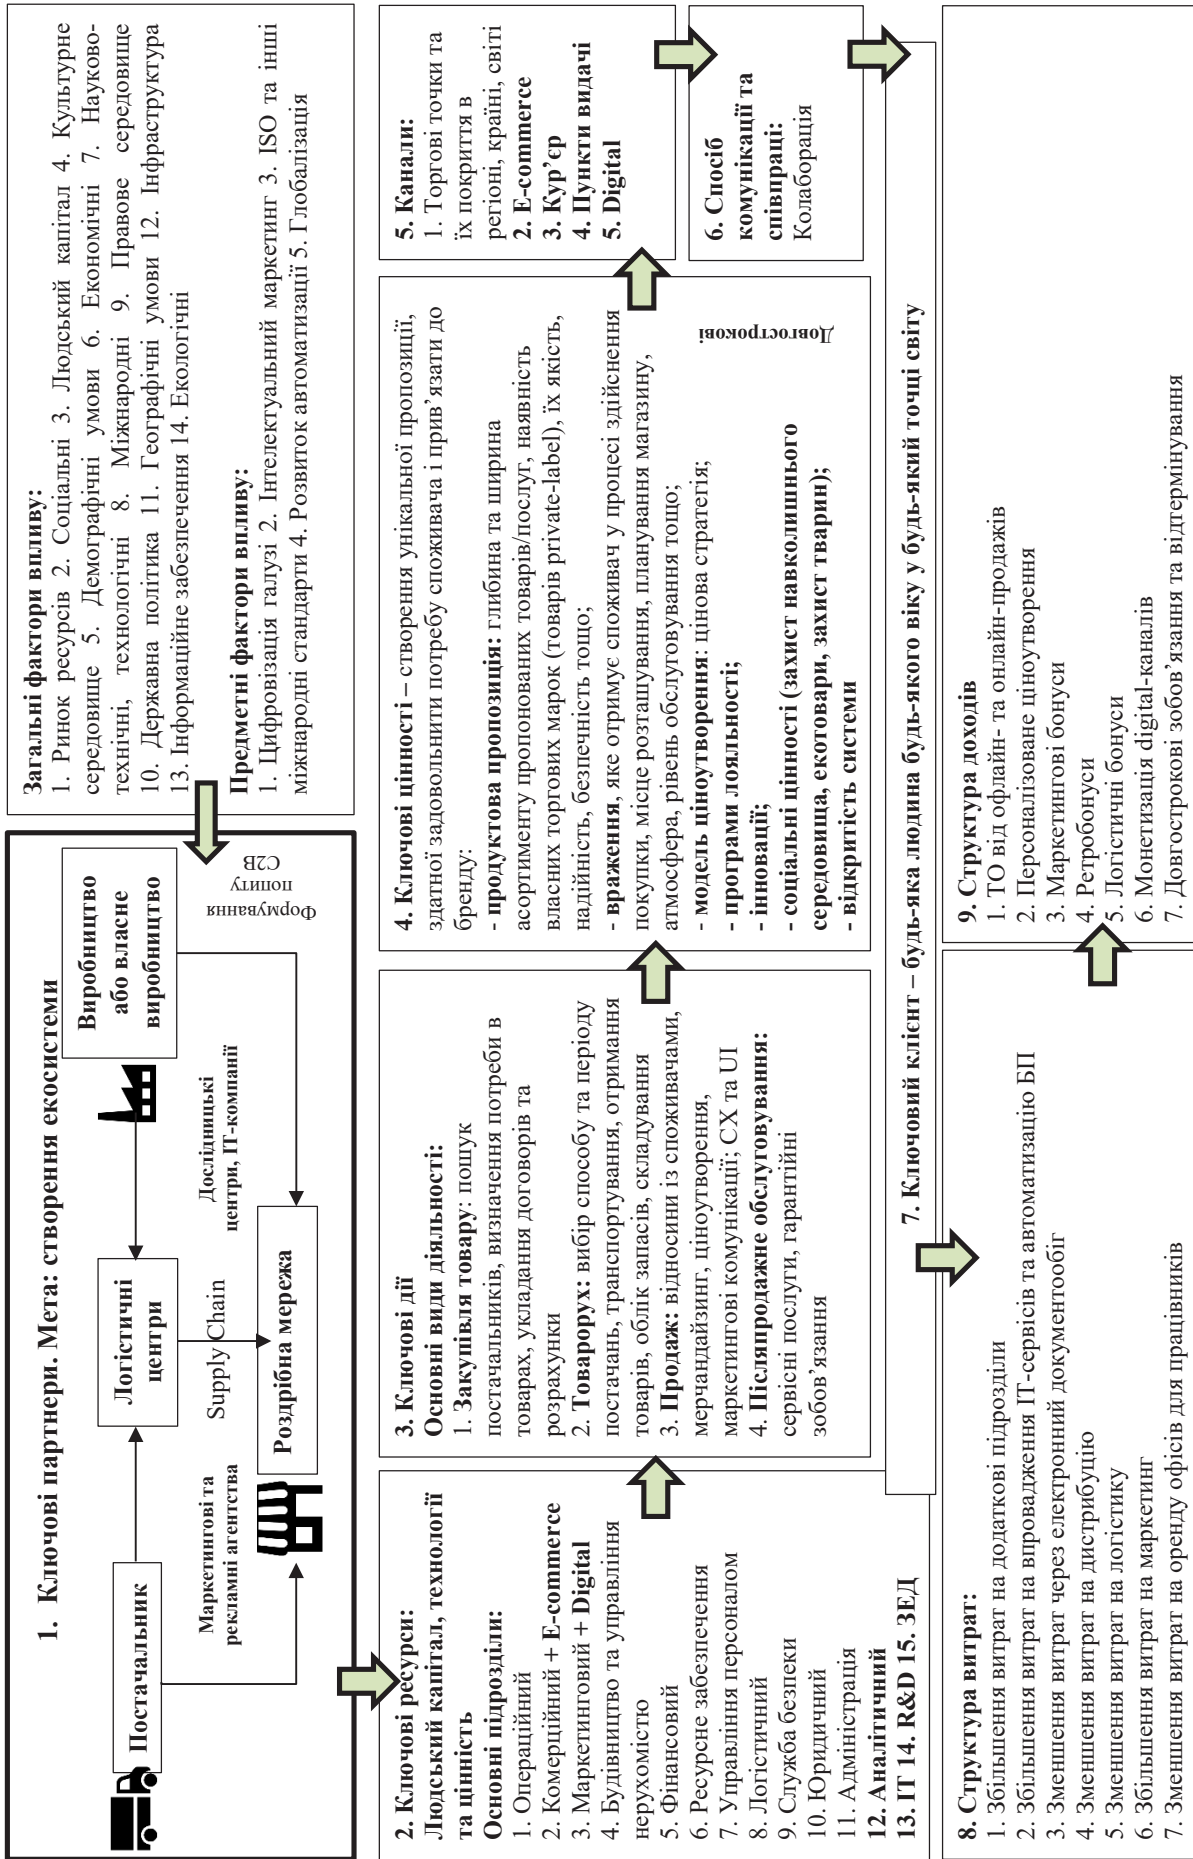 1. Ключові партнери. Мета: створення екосистеми
Постачальник
Логістичні
центри
Виробництво
або власне
виробництво
Маркетингові та
рекламні агентства
Supply Chain
Дослідницькі
центри, ІТ-компанії
Роздрібна мережа
Формування
попиту
С2В
Загальні фактори впливу:
1. Ринок ресурсів 2. Соціальні 3. Людський капітал 4. Культурне
середовище 5. Демографічні умови 6. Економічні 7. Науково-
технічні, технологічні 8. Міжнародні 9. Правове середовище
10. Державна політика 11. Географічні умови 12. Інфраструктура
13. Інформаційне забезпечення 14. Екологічні
Предметні фактори впливу:
1. Цифровізація галузі 2. Інтелектуальний маркетинг 3. ISO та інші
міжнародні стандарти 4. Розвиток автоматизації 5. Глобалізація
2. Ключові ресурси:
Людський капітал, технології
та цінність
Основні підрозділи:
1. Операційний
2. Комерційний + E-commerce
3. Маркетинговий + Digital
4. Будівництво та управління
нерухомістю
5. Фінансовий
6. Ресурсне забезпечення
7. Управління персоналом
8. Логістичний
9. Служба безпеки
10. Юридичний
11. Адміністрація
12. Аналітичний
13. ІТ 14. R&D 15. ЗЕД
3. Ключові дії
Основні види діяльності:
1. Закупівля товару: пошук
постачальників, визначення потреби в
товарах, укладання договорів та
розрахунки
2. Товарорух: вибір способу та періоду
постачань, транспортування, отримання
товарів, облік запасів, складування
3. Продаж: відносини із споживачами,
мерчандайзинг, ціноутворення,
маркетингові комунікації; CX та UI
4. Післяпродажне обслуговування:
сервісні послуги, гарантійні
зобов’язання
4. Ключові цінності – створення унікальної пропозиції,
здатної задовольнити потребу споживача і прив’язати до
бренду:
- продуктова пропозиція: глибина та ширина
асортименту пропонованих товарів/послуг, наявність
власних торгових марок (товарів private-label), їх якість,
надійність, безпечність тощо;
- враження, яке отримує споживач у процесі здійснення
покупки, місце розташування, планування магазину,
атмосфера, рівень обслуговування тощо;
- модель ціноутворення: цінова стратегія;
- програми лояльності;
- інновації;
- соціальні цінності (захист навколишнього
середовища, екотовари, захист тварин);
- відкритість системи
Довгострокові
5. Канали:
1. Торгові точки та
їх покриття в
регіоні, країні, світі
2. E-commerce
3. Кур’єр
4. Пункти видачі
5. Digital
6. Спосіб
комунікації та
співпраці:
Колаборація
7. Ключовий клієнт – будь-яка людина будь-якого віку у будь-який точці світу
8. Структура витрат:
1. Збільшення витрат на додаткові підрозділи
2. Збільшення витрат на впровадження ІТ-сервісів та автоматизацію БП
3. Зменшення витрат через електронний документообіг
4. Зменшення витрат на дистрибуцію
5. Зменшення витрат на логістику
6. Збільшення витрат на маркетинг
7. Зменшення витрат на оренду офісів для працівників
9. Структура доходів
1. ТО від офлайн- та онлайн-продажів
2. Персоналізоване ціноутворення
3. Маркетингові бонуси
4. Ретробонуси
5. Логістичні бонуси
6. Монетизація digital-каналів
7. Довгострокові зобов’язання та відтермінування